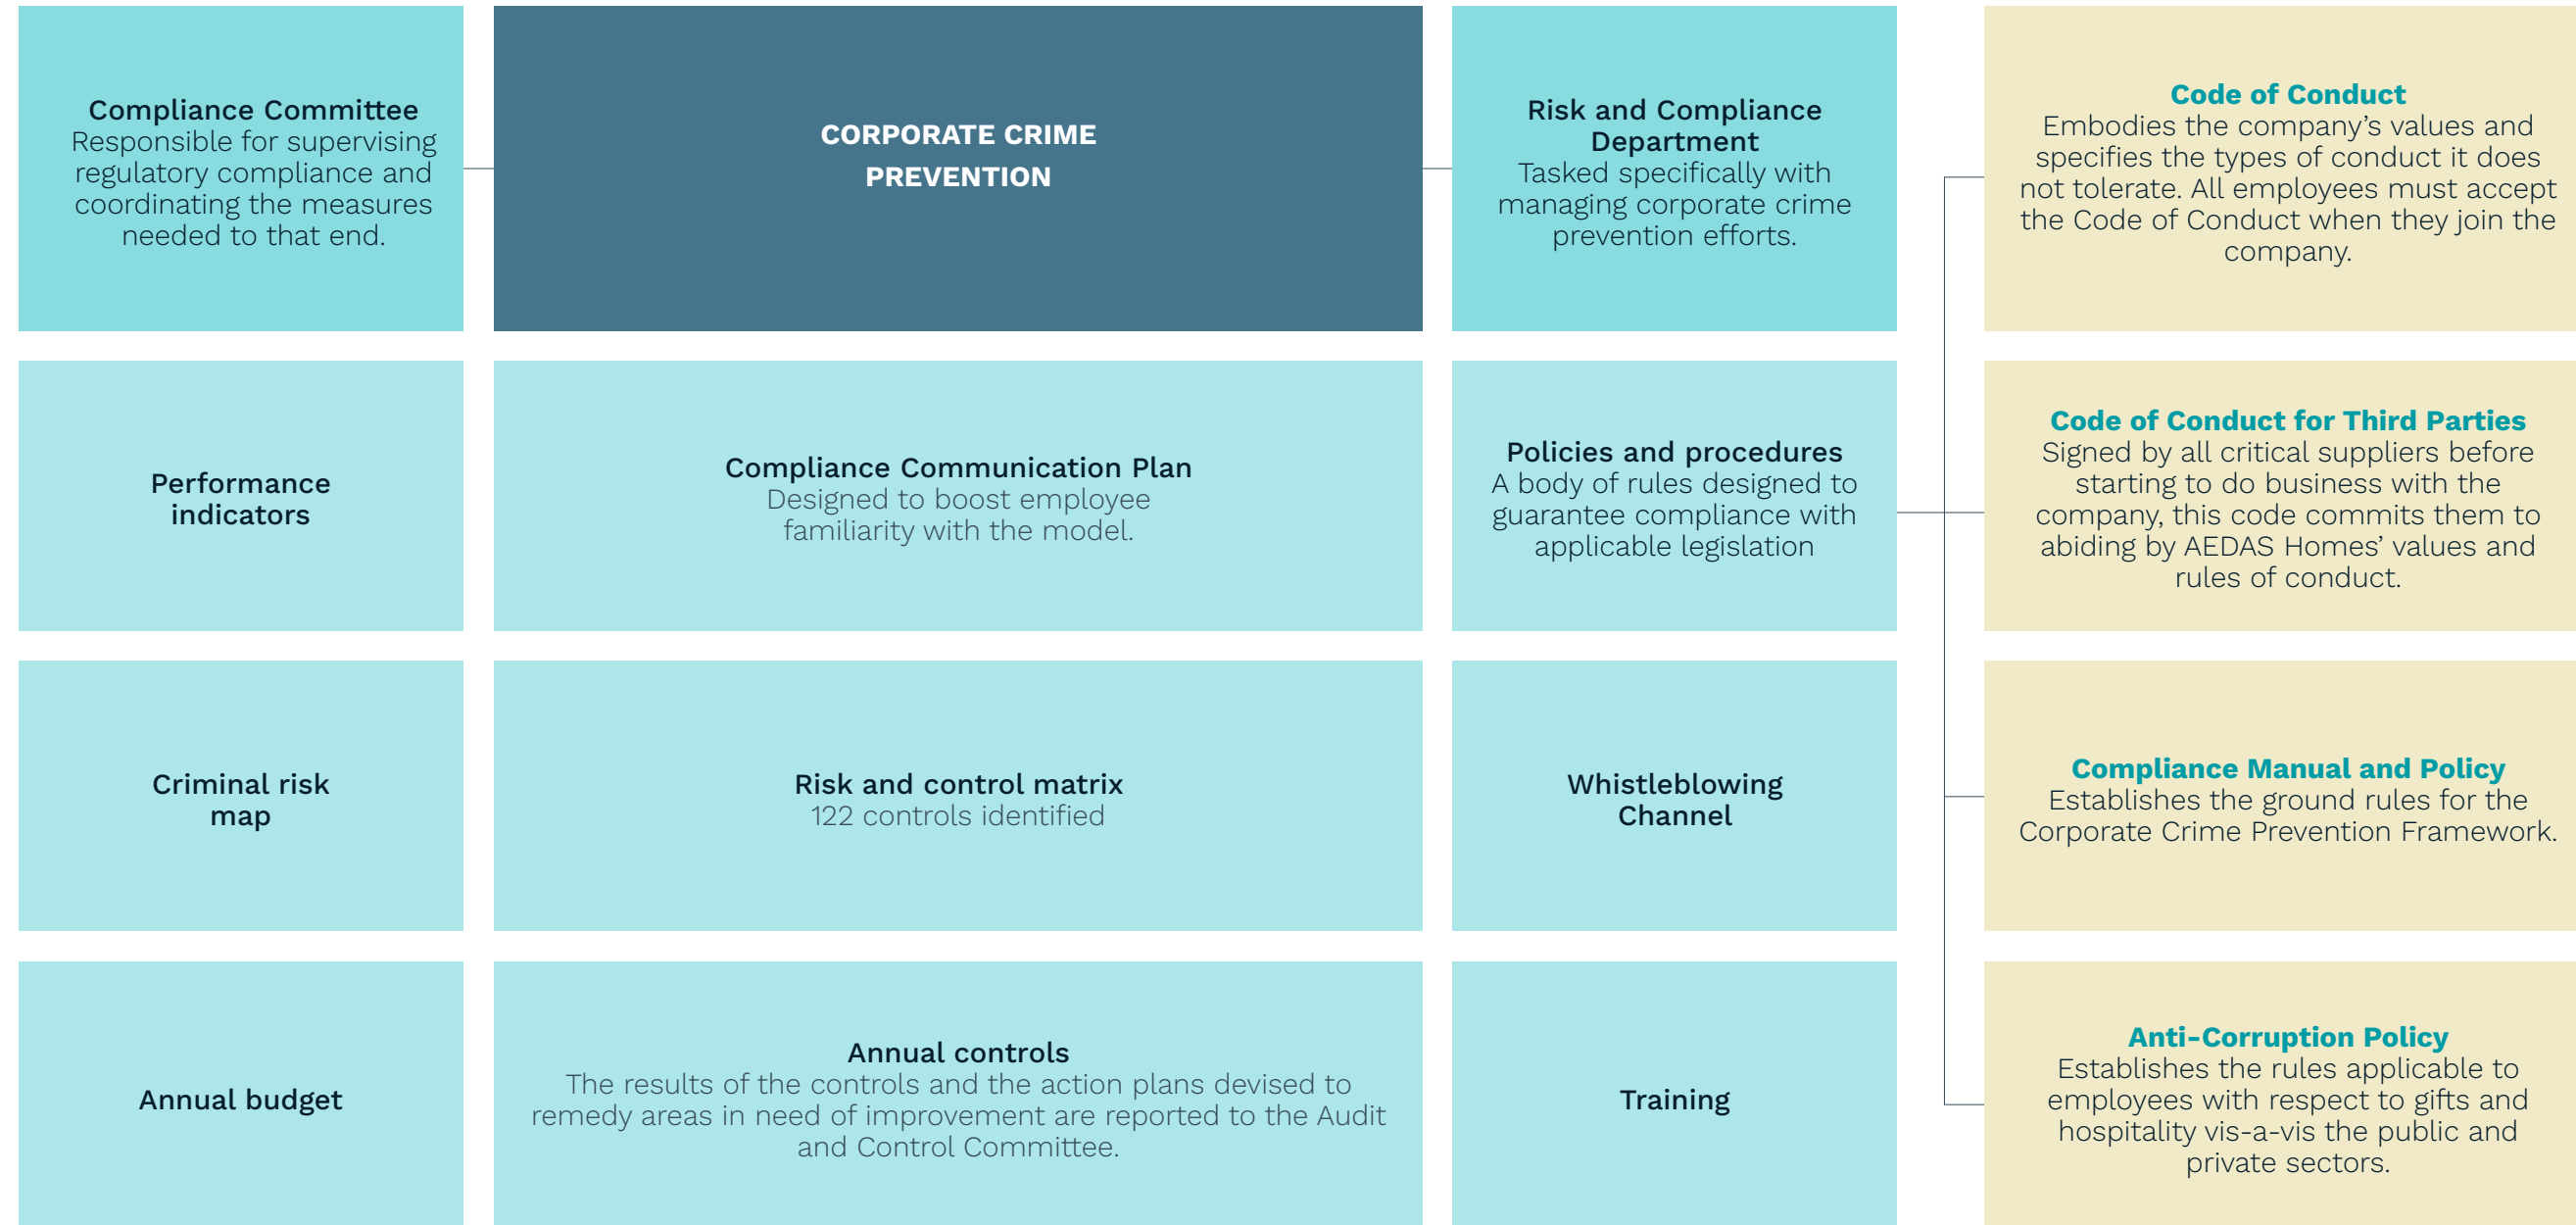 Compliance Committee
Responsible for supervising
regulatory compliance and
coordinating the measures
needed to that end.
CORPORATE CRIME
PREVENTION
Risk and Compliance
Department
Tasked specifically with
managing corporate crime
prevention efforts.
Code of Conduct
Embodies the company’s values and
specifies the types of conduct it does
not tolerate. All employees must accept
the Code of Conduct when they join the
company.
Performance
indicators
Compliance Communication Plan
Designed to boost employee
familiarity with the model.
Policies and procedures
A body of rules designed to
guarantee compliance with
applicable legislation
Code of Conduct for Third Parties
Signed by all critical suppliers before
starting to do business with the
company, this code commits them to
abiding by AEDAS Homes’ values and
rules of conduct.
Criminal risk
map
Risk and control matrix
122 controls identified
Whistleblowing
Channel
Compliance Manual and Policy
Establishes the ground rules for the
Corporate Crime Prevention Framework.
Annual budget
Annual controls
The results of the controls and the action plans devised to
remedy areas in need of improvement are reported to the Audit
and Control Committee.
Training
Anti-Corruption Policy
Establishes the rules applicable to
employees with respect to gifts and
hospitality vis-a-vis the public and
private sectors.